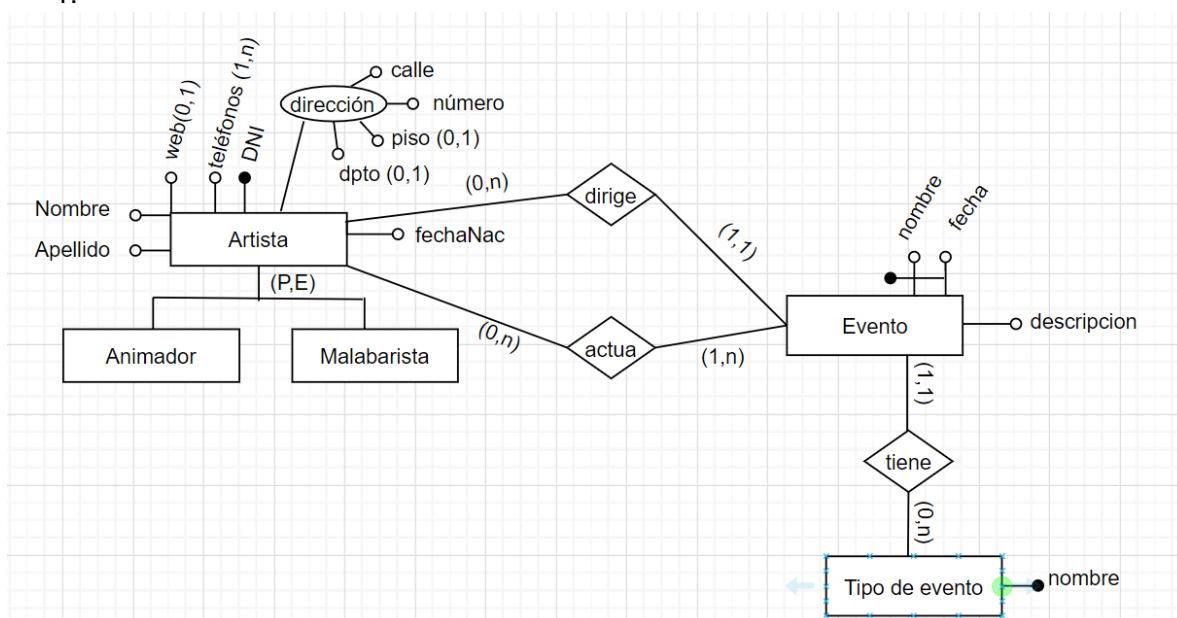 web(0,1)
teléfonos (1,n)
DNI
dirección
calle
número
piso (0,1)
dpto (0,1)
Nombre
Apellido
Artista
fechaNac
(0,n)
dirige
(1,1)
nombre
fecha
(P,E)
Animador
Malabarista
(0,n)
actua
(1,n)
Evento
descripcion
(1,1)
tiene
(0,n)
Tipo de evento
nombre